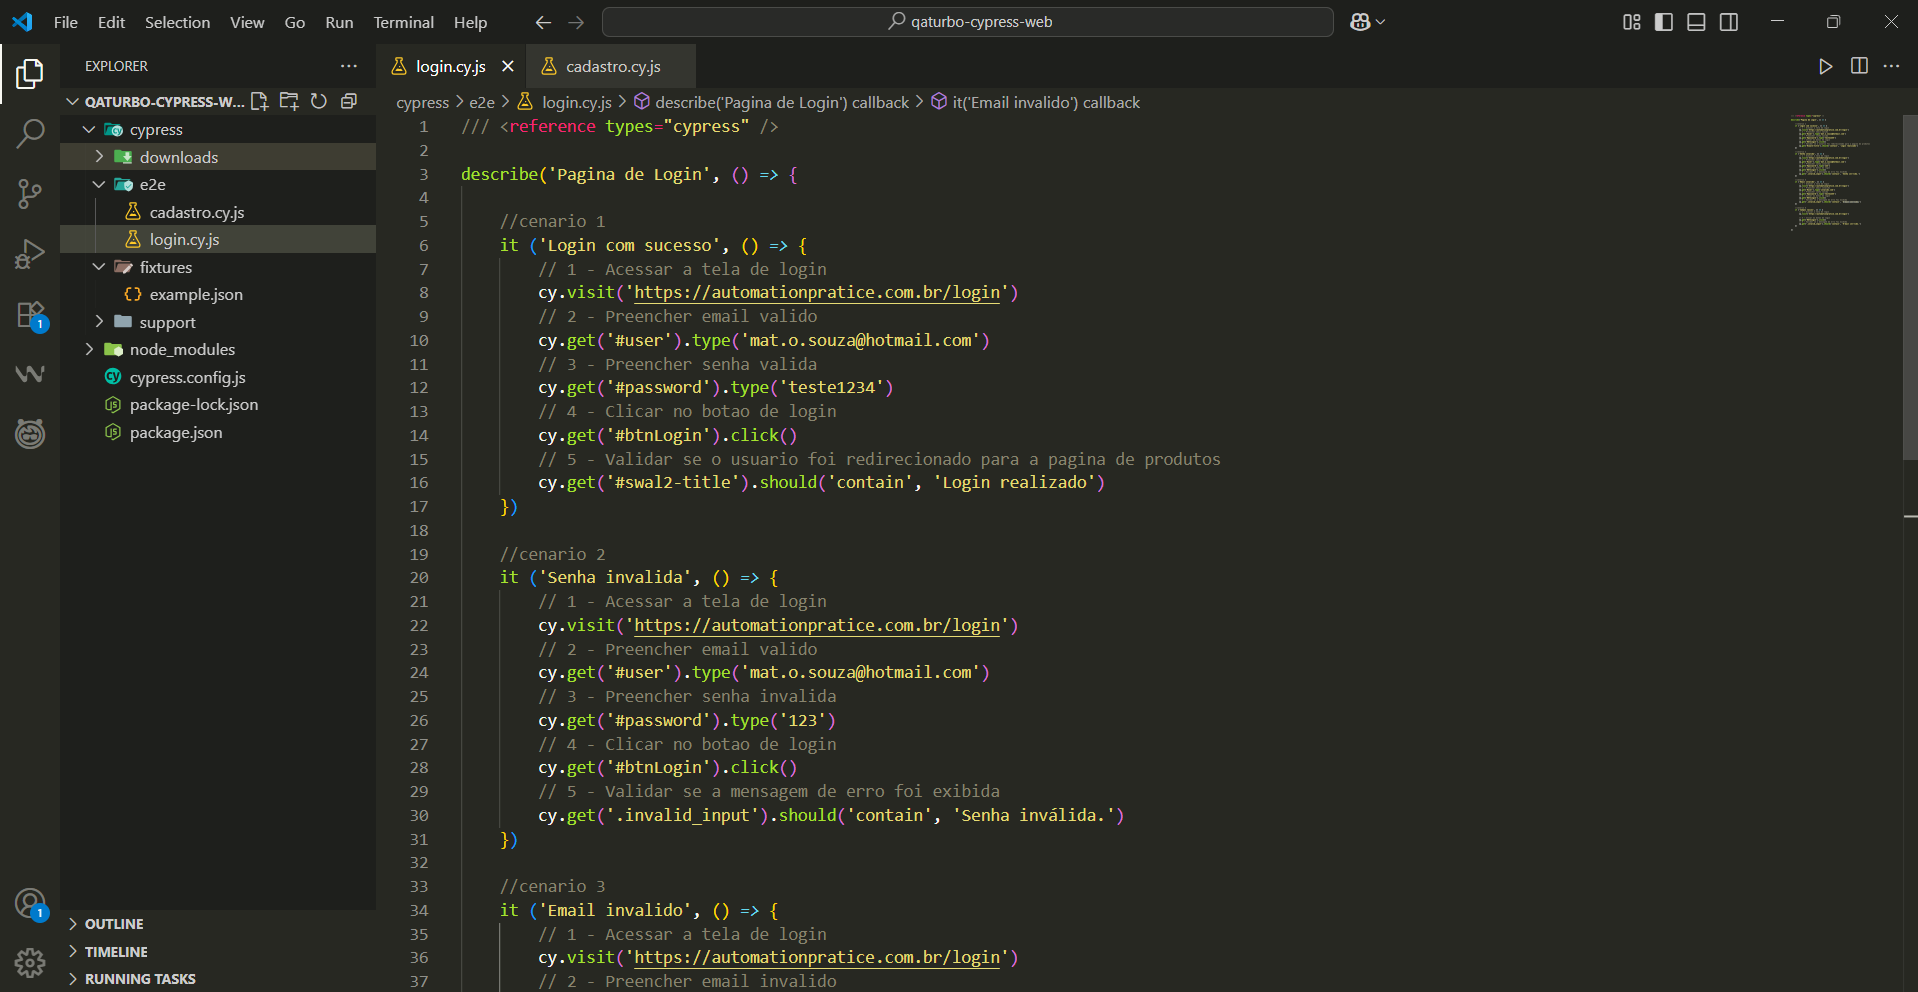 File Edit Selection View Go Run Terminal Help
qaturbo-cypress-web
EXPLORER
QATURBO-CYPRESS-W...
cypress
downloads
e2e
cadastro.cy.js
login.cy.js
fixtures
example.json
support
node_modules
cypress.config.js
package-lock.json
package.json
1
1
OUTLINE
TIMELINE
RUNNING TASKS
login.cy.js
cadastro.cy.js
cypress > e2e > login.cy.js > describe('Pagina de Login') callback > it('Email invalido') callback
1 /// <reference types="cypress" />
2
3 describe('Pagina de Login', () => {
4
5 //cenario 1
6 it ('Login com sucesso', () => {
7 // 1 - Acessar a tela de login
8 cy.visit('https://automationpratice.com.br/login')
9 // 2 - Preencher email valido
10 cy.get('#user').type('mat.o.souza@hotmail.com')
11 // 3 - Preencher senha valida
12 cy.get('#password').type('teste1234')
13 // 4 - Clicar no botao de login
14 cy.get('#btnLogin').click()
15 // 5 - Validar se o usuario foi redirecionado para a pagina de produtos
16 cy.get('#swal2-title').should('contain', 'Login realizado')
17 })
18
19 //cenario 2
20 it ('Senha invalida', () => {
21 // 1 - Acessar a tela de login
22 cy.visit('https://automationpratice.com.br/login')
23 // 2 - Preencher email valido
24 cy.get('#user').type('mat.o.souza@hotmail.com')
25 // 3 - Preencher senha invalida
26 cy.get('#password').type('123')
27 // 4 - Clicar no botao de login
28 cy.get('#btnLogin').click()
29 // 5 - Validar se a mensagem de erro foi exibida
30 cy.get('.invalid_input').should('contain', 'Senha inválida.')
31 })
32
33 //cenario 3
34 it ('Email invalido', () => {
35 // 1 - Acessar a tela de login
36 cy.visit('https://automationpratice.com.br/login')
37 // 2 - Preencher email invalido